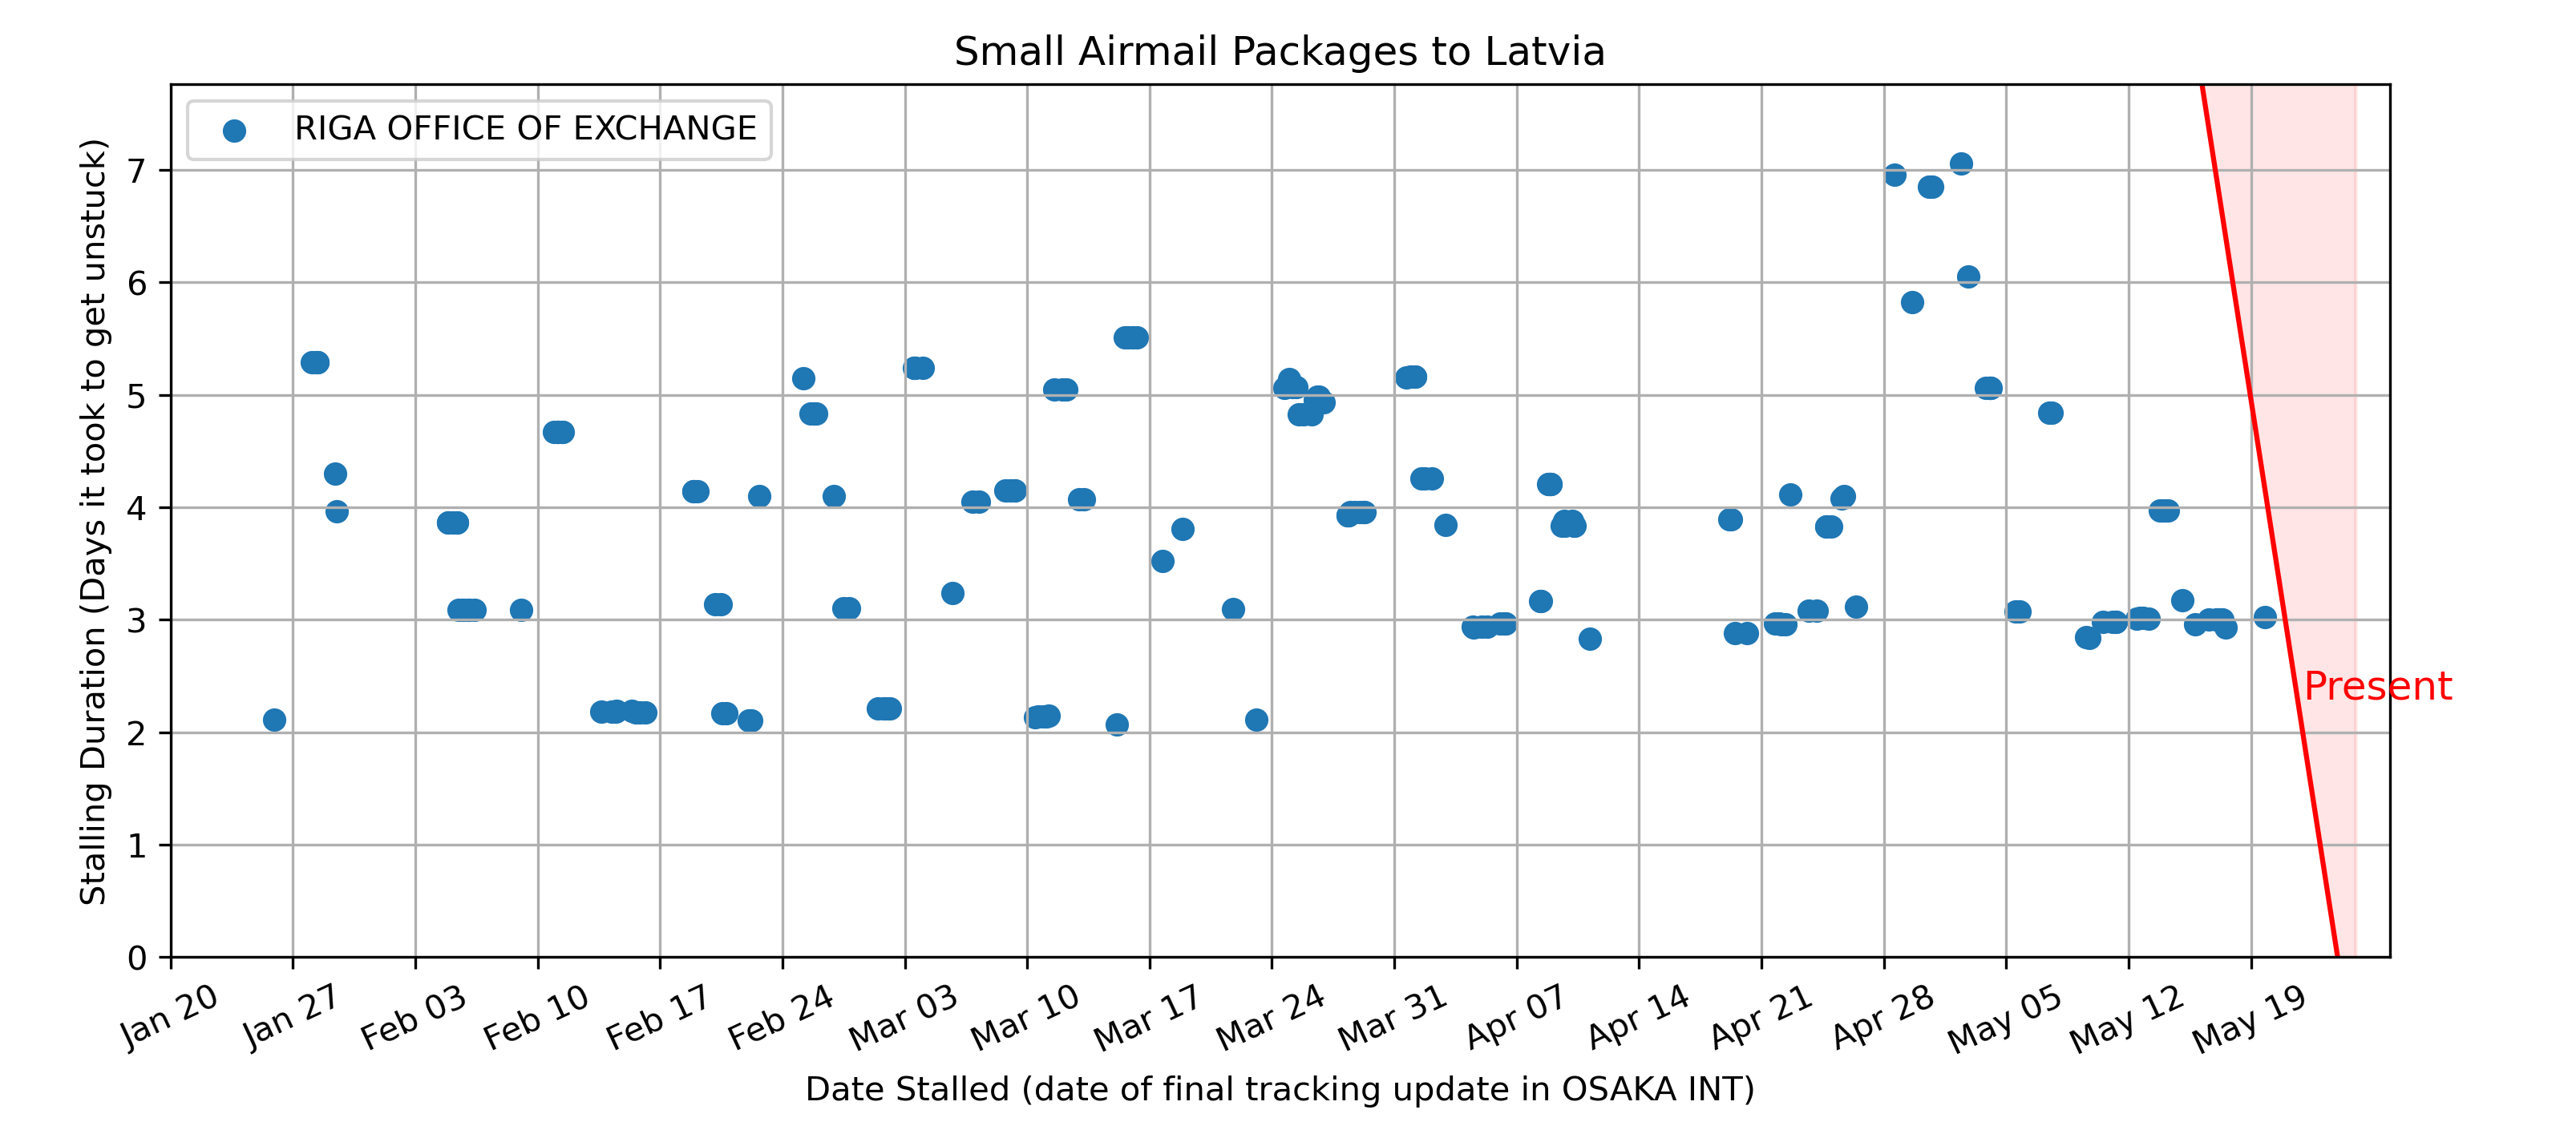 Small Airmail Packages to Latvia
RIGA OFFICE OF EXCHANGE
Stalling Duration (Days it took to get unstuck)
7
6
5
4
3
2
1
0
Present
Jan 20
Jan 27
Feb 03
Feb 10
Feb 17
Feb 24
Mar 03
Mar 10
Mar 17
Mar 24
Mar 31
Apr 07
Apr 14
Apr 21
Apr 28
May 05
May 12
May 19
Date Stalled (date of final tracking update in OSAKA INT)